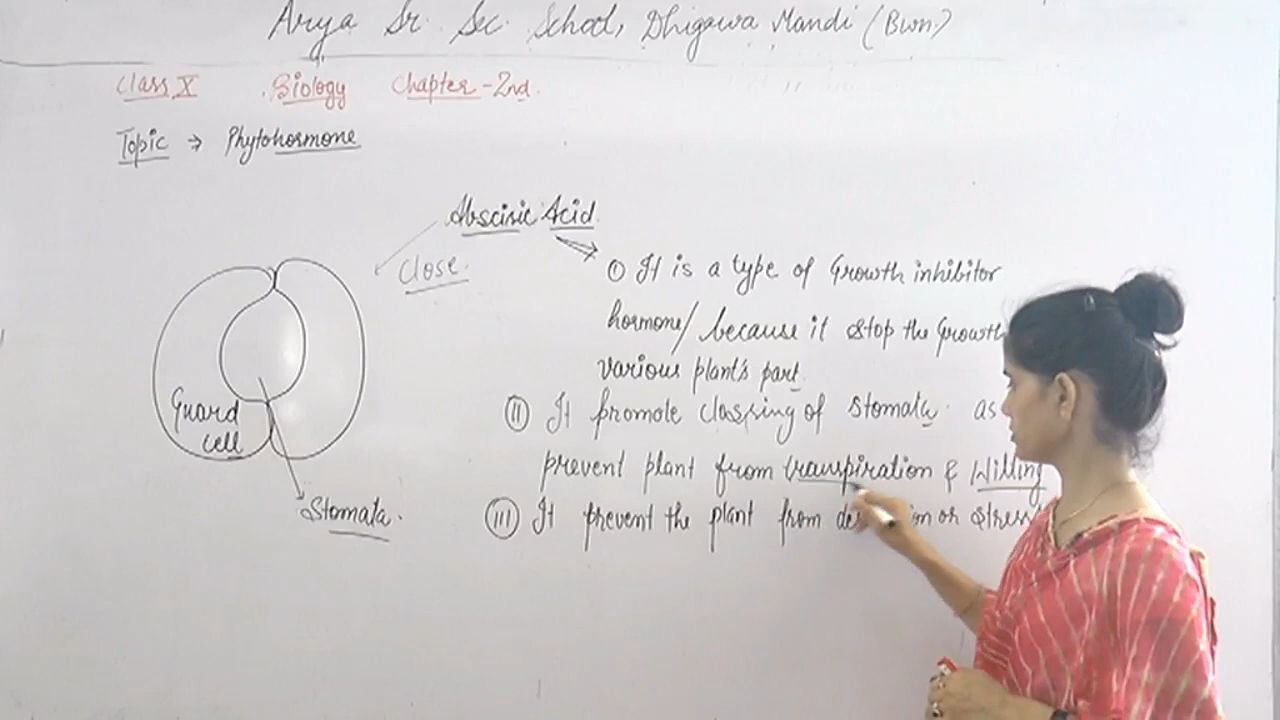 Arya Sr. Sec. School, Dhigawa Mandi (Bwn.)
Class X Biology Chapter-2nd.
Topic → Phytohormone
Abscisic Acid.
Close.
① It is a type of Growth inhibitor
hormone/ because it stop the Growth
various plant's part.
Guard
cell
Stomata.
(II) It promote of stomata. as
prevent plant from transpiration & Wilting
(III) It prevent the plant from or Stress